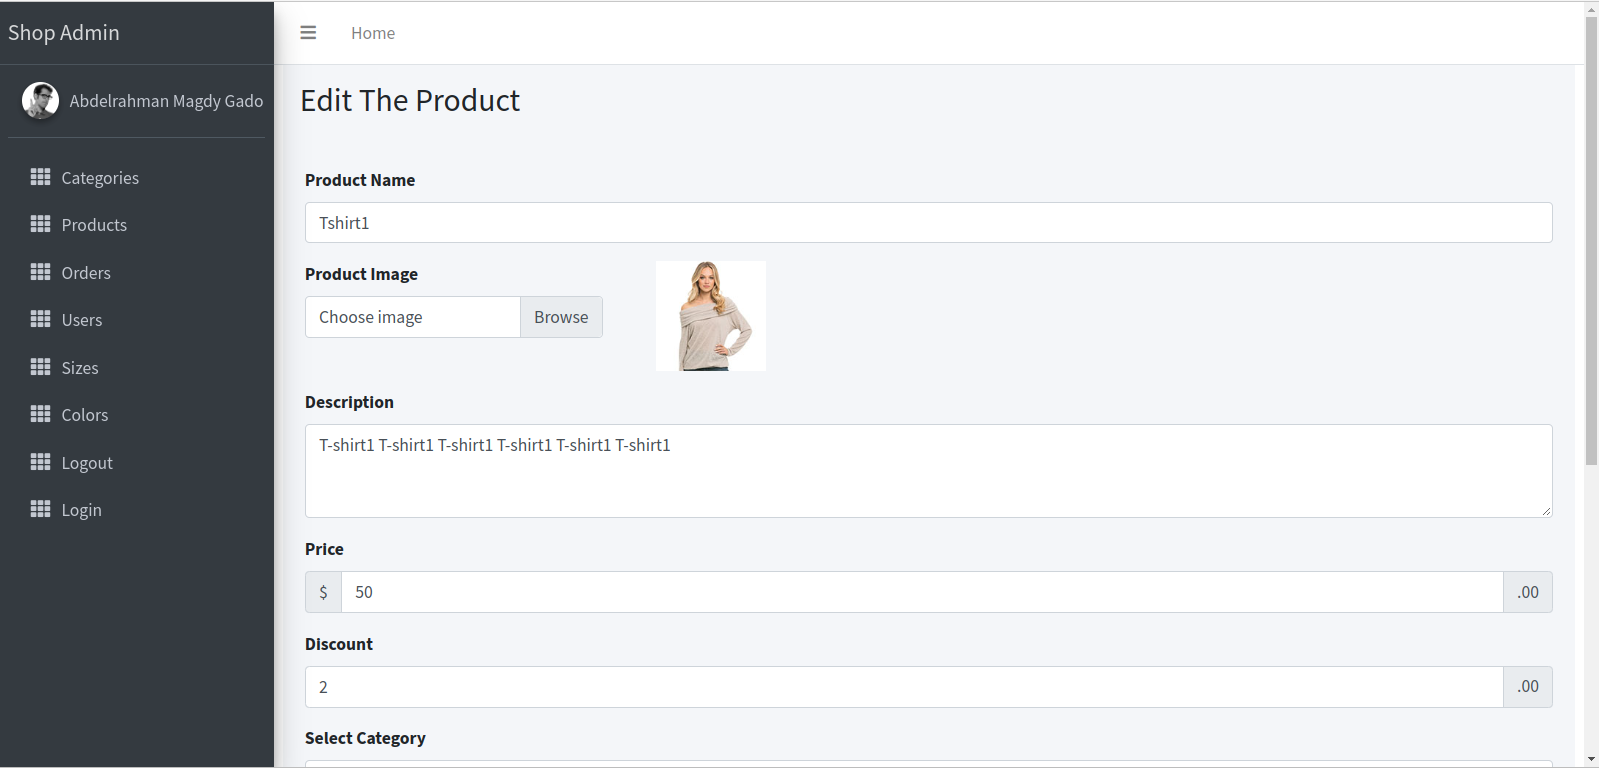 Shop Admin
Home
Abdelrahman Magdy Gado
Categories
Products
Orders
Users
Sizes
Colors
Logout
Login
Edit The Product
Product Name
Tshirt1
Product Image
Choose image Browse
Description
T-shirt1 T-shirt1 T-shirt1 T-shirt1 T-shirt1 T-shirt1
Price
$ 50 .00
Discount
2 .00
Select Category